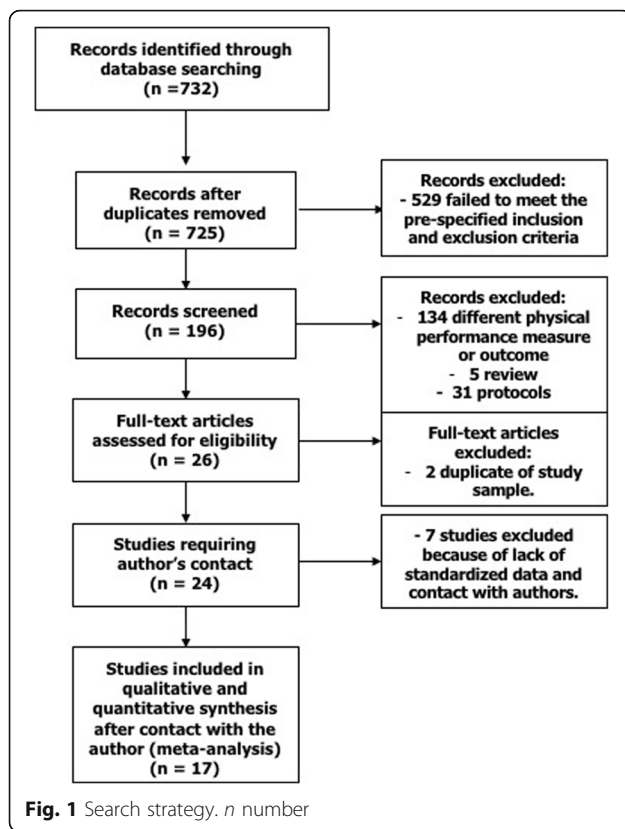 Records identified through
database searching
(n =732)
Records after
duplicates removed
(n = 725)
Records excluded:
- 529 failed to meet the
pre-specified inclusion
and exclusion criteria
Records screened
(n = 196)
Records excluded:
- 134 different physical
performance measure
or outcome
- 5 review
- 31 protocols
Full-text articles
assessed for eligibility
(n = 26)
Full-text articles
excluded:
- 2 duplicate of study
sample.
Studies requiring
author's contact
(n = 24)
- 7 studies excluded
because of lack of
standardized data and
contact with authors.
Studies included in
qualitative and
quantitative synthesis
after contact with the
author (meta-analysis)
(n = 17)
Fig. 1 Search strategy. n number